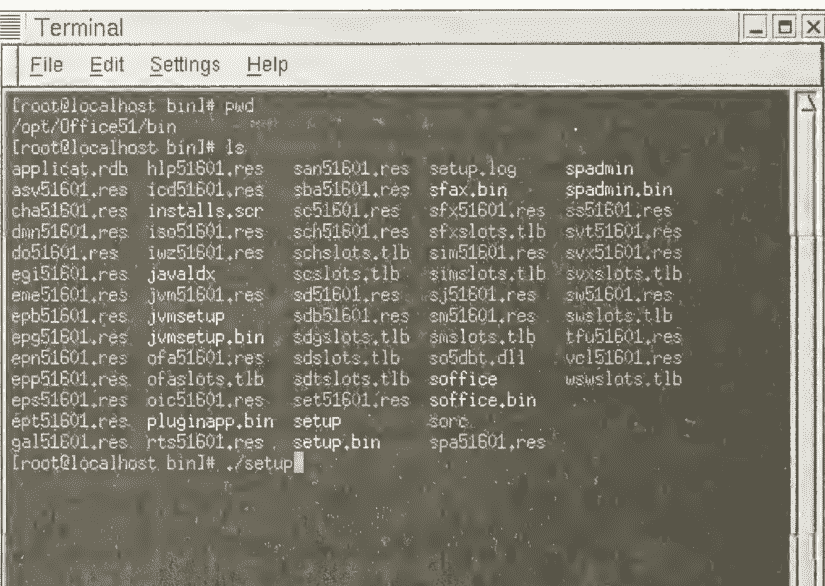 Terminal
File Edit Settings Help
[root@localhost bin]# pwd
/opt/Office51/bin
[root@localhost bin]# ls
applicat.rdb hlp51601.res san51601.res setup.log spadmin
asv51601.res icd51601.res sba51601.res sfax.bin spadmin.bin
cha51601.res installs.scr sc51601.res sfx51601.res ss51601.res
dmn51601.res iso51601.res sch51601.res sfxslots.tlb svt51601.res
do51601.res iwz51601.res schslots.tlb sim51601.res svx51601.res
egi51601.res javaldx scslots.tlb simslots.tlb svxslots.tlb
eme51601.res jvm51601.res sd51601.res sj51601.res sw51601.res
epb51601.res jvmsetup sdb51601.res sm51601.res swslots.tlb
epg51601.res jvmsetup.bin sdgslots.tlb smslots.tlb tfu51601.res
epn51601.res ofa51601.res sdslots.tlb so5dbt.dll vcl51601.res
epp51601.res ofaslots.tlb sdtslots.tlb soffice wswslots.tlb
eps51601.res oic51601.res set51601.res soffice.bin
ept51601.res pluginapp.bin setup sorc
gal51601.res rts51601.res setup.bin spa51601.res
[root@localhost bin]# ./setup